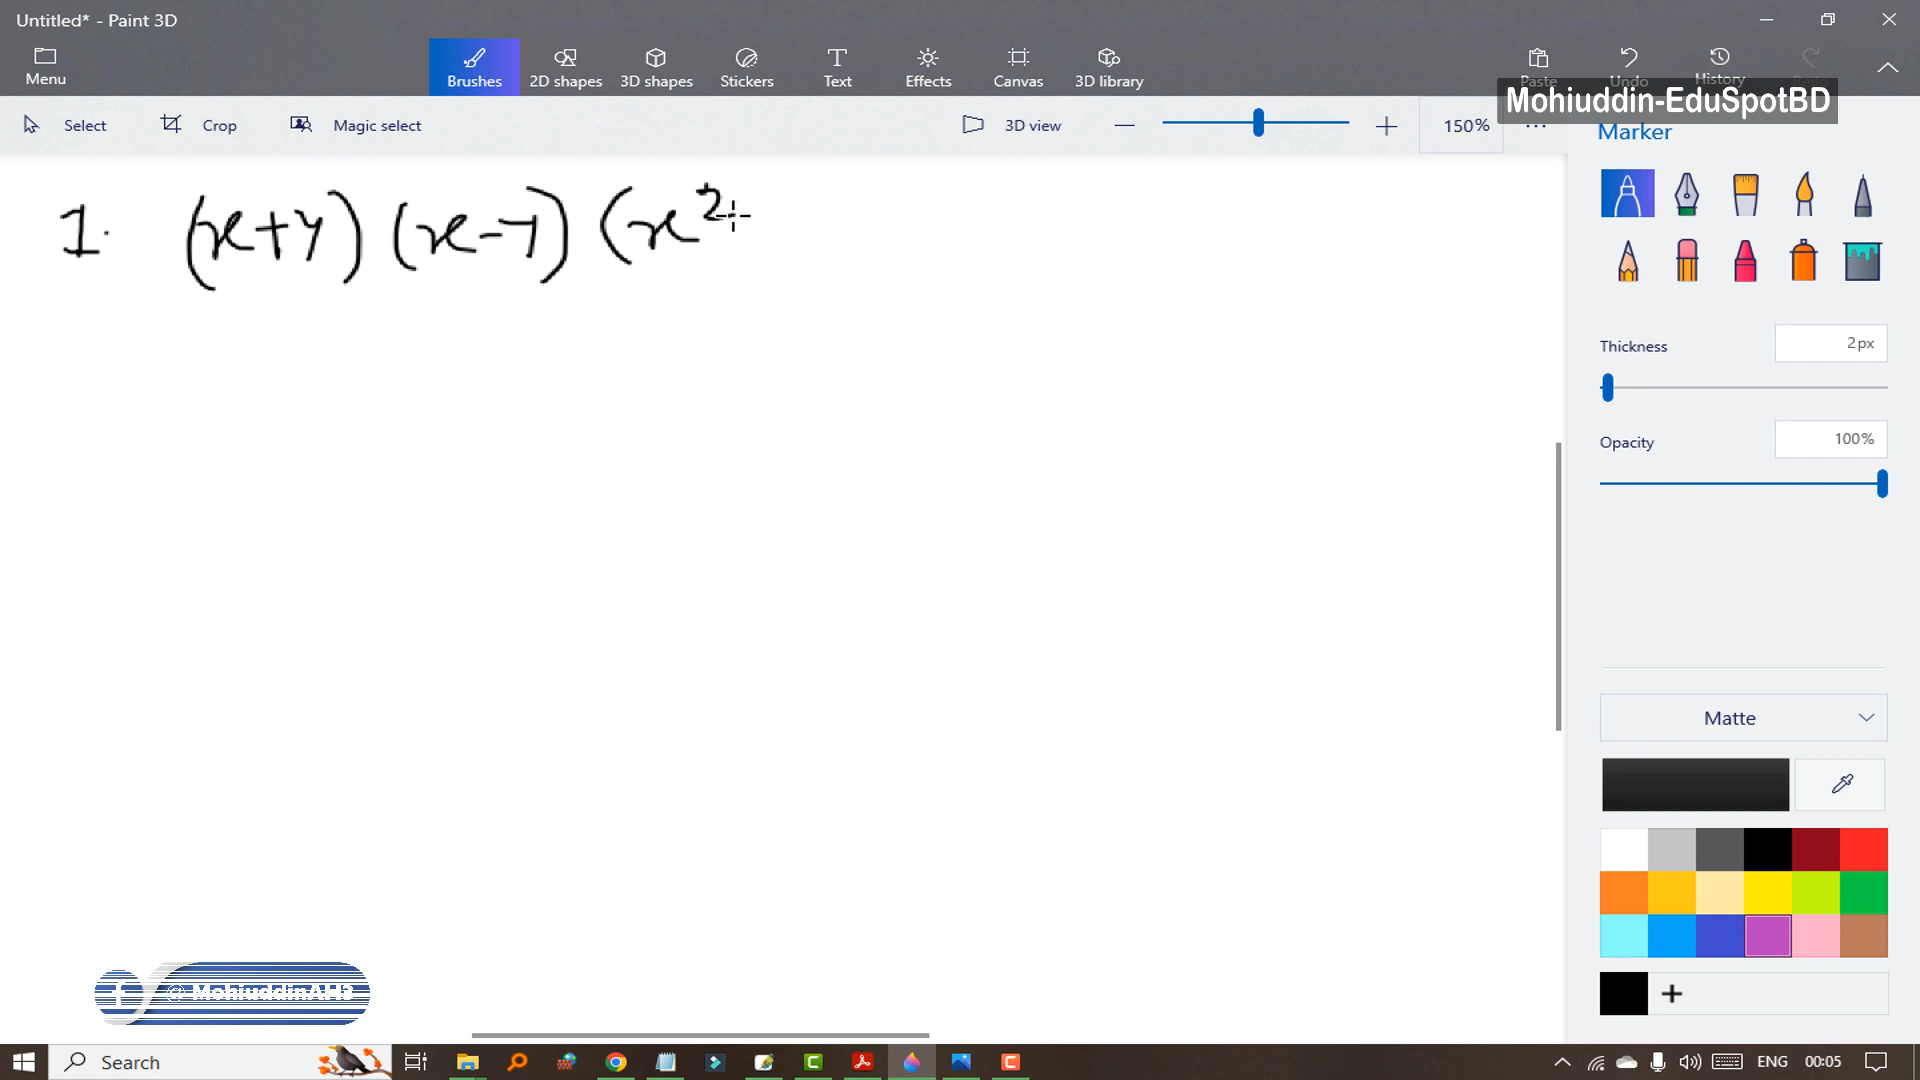 Untitled* - Paint 3D
Menu
Brushes
2D shapes
3D shapes
Stickers
Text
Effects
Canvas
3D library
Paste
Undo
History
Redo
Mohiuddin-EduSpotBD
Select
Crop
Magic select
3D view
150%
...
Marker
1. (x+y) (x-y) (x²
Thickness
2px
Opacity
100%
Matte
@ MohiuddinAH3
Search
ENG
00:05